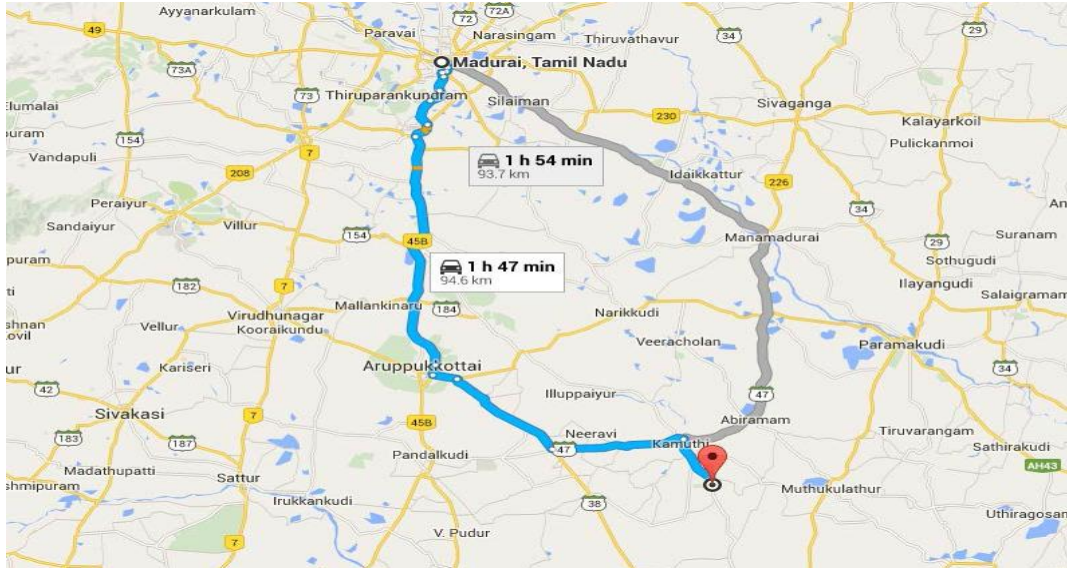 Ayyanarkulam
72
72A
49
Paravai
Narasingam
Thiruvathavur
34
34
29
73A
Madurai, Tamil Nadu
73
Thiruparankundram
Silaiman
Sivaganga
Elumalai
230
Kalayarkoil
154
Pulickanmoi
Vandapuli
7
1 h 54 min
93.7 km
208
Idaikkattur
226
Peraiyur
34
Sandaiyur
Villur
154
45B
Manamadurai
29
Suranam
1 h 47 min
94.6 km
Sothugudi
182
7
Ilayangudi
Mallankinaru
184
Salaigramam
Virudhunagar
Narikkudi
Vellur
Kooraikundu
Veeracholan
Paramakudi
Kariseri
Aruppukkottai
34
42
Illuppaiyur
47
Sivakasi
7
45B
Abiramam
183
187
Neeravi
Kamuthi
Tiruvarangam
47
Pandalkudi
Sathirakudi
Madathupatti
AH43
Sattur
Muthukulathur
shmipuram
Irukkankudi
38
Uthiragosam
V. Pudur
7